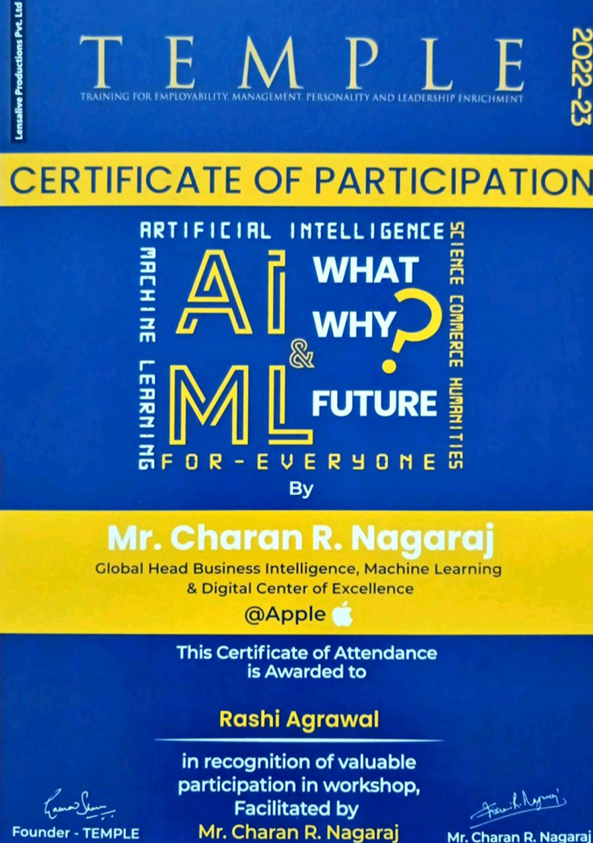 Lensalive Productions Pvt. Ltd
TEMPLE
TRAINING FOR EMPLOYABILITY, MANAGEMENT, PERSONALITY AND LEADERSHIP ENRICHMENT
2022-23
CERTIFICATE OF PARTICIPATION
ARTIFICIAL INTELLIGENCE
MACHINE LEARNING
AI
&
ML
WHAT
WHY?
FUTURE
SCIENCE COMMERCE HUMANITIES
FOR-EVERYONE
By
Mr. Charan R. Nagaraj
Global Head Business Intelligence, Machine Learning
& Digital Center of Excellence
@Apple
This Certificate of Attendance
is Awarded to
Rashi Agrawal
in recognition of valuable
participation in workshop,
Facilitated by
Mr. Charan R. Nagaraj
Founder - TEMPLE
Mr. Charan R. Nagaraj